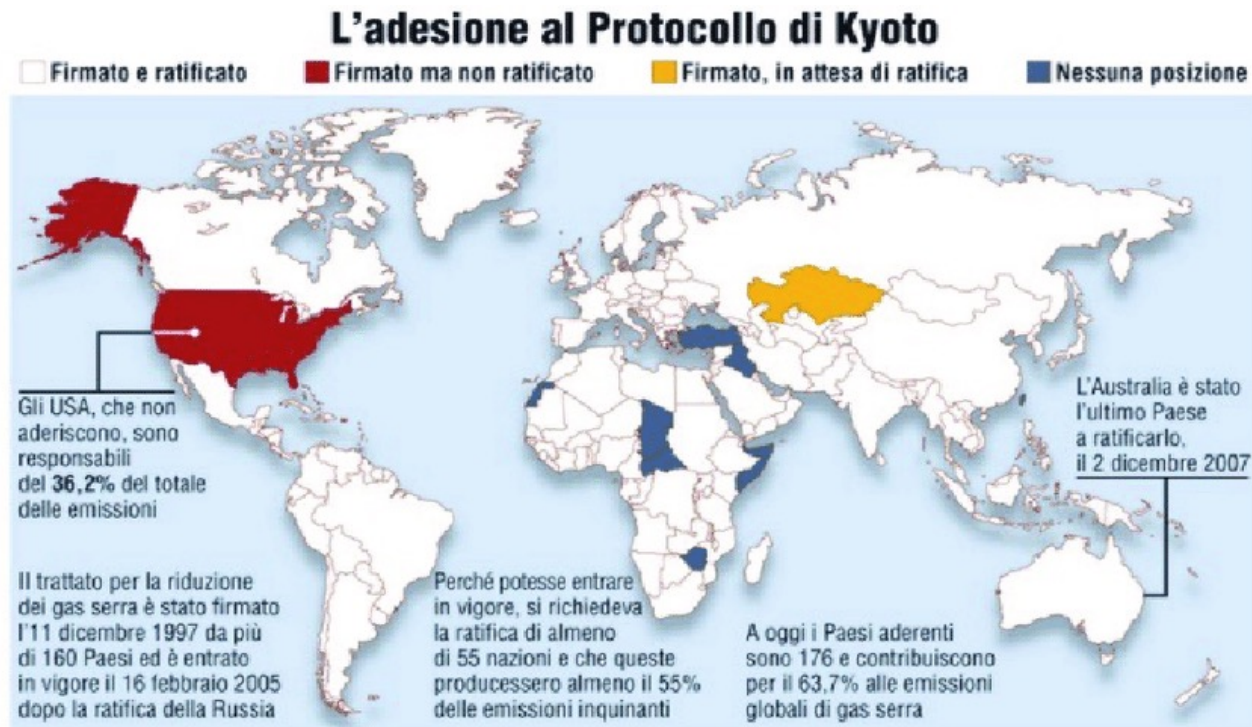 L'adesione al Protocollo di Kyoto
Firmato e ratificato
Firmato ma non ratificato
Firmato, in attesa di ratifica
Nessuna posizione
Gli USA, che non
aderiscono, sono
responsabili
del 36,2% del totale
delle emissioni
L'Australia è stato
l'ultimo Paese
a ratificarlo,
il 2 dicembre 2007
Il trattato per la riduzione
dei gas serra è stato firmato
l'11 dicembre 1997 da più
di 160 Paesi ed è entrato
in vigore il 16 febbraio 2005
dopo la ratifica della Russia
Perché potesse entrare
in vigore, si richiedeva
la ratifica di almeno
di 55 nazioni e che queste
producessero almeno il 55%
delle emissioni inquinanti
A oggi i Paesi aderenti
sono 176 e contribuiscono
per il 63,7% alle emissioni
globali di gas serra